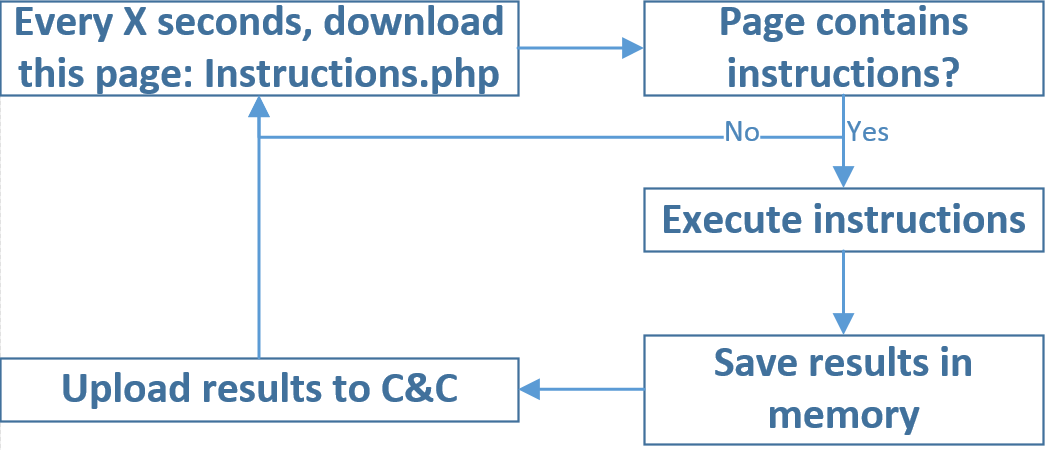 Every X seconds, download
this page: Instructions.php
Page contains
instructions?
No
Yes
Execute instructions
Save results in
memory
Upload results to C&C